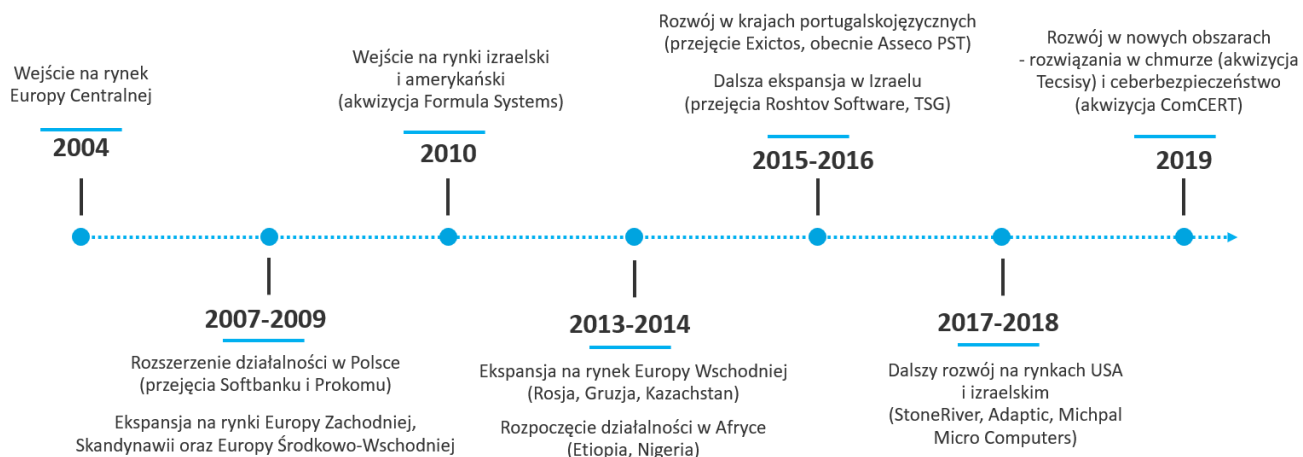 Wejście na rynek
Europy Centralnej
2004
Rozszerzenie działalności w Polsce
(przejęcia Softbanku i Prokomu)
Ekspansja na rynki Europy Zachodniej,
Skandynawii oraz Europy Środkowo-Wschodniej
2007-2009
Wejście na rynki izraelski
i amerykański
(akwizycja Formula Systems)
2010
2013-2014
Ekspansja na rynek Europy Wschodniej
(Rosja, Gruzja, Kazachstan)
Rozpoczęcie działalności w Afryce
(Etiopia, Nigeria)
Rozwój w krajach portugalskojęzycznych
(przejęcie Exictos, obecnie Asseco PST)
Dalsza ekspansja w Izraelu
(przejęcia Roshtov Software, TSG)
2015-2016
2017-2018
Dalszy rozwój na rynkach USA
i izraelskim
(StoneRiver, Adaptic, Michpal
Micro Computers)
Rozwój w nowych obszarach
- rozwiązania w chmurze (akwizycja
Tecsisy) i ceberbezpieczeństwo
(akwizycja ComCERT)
2019